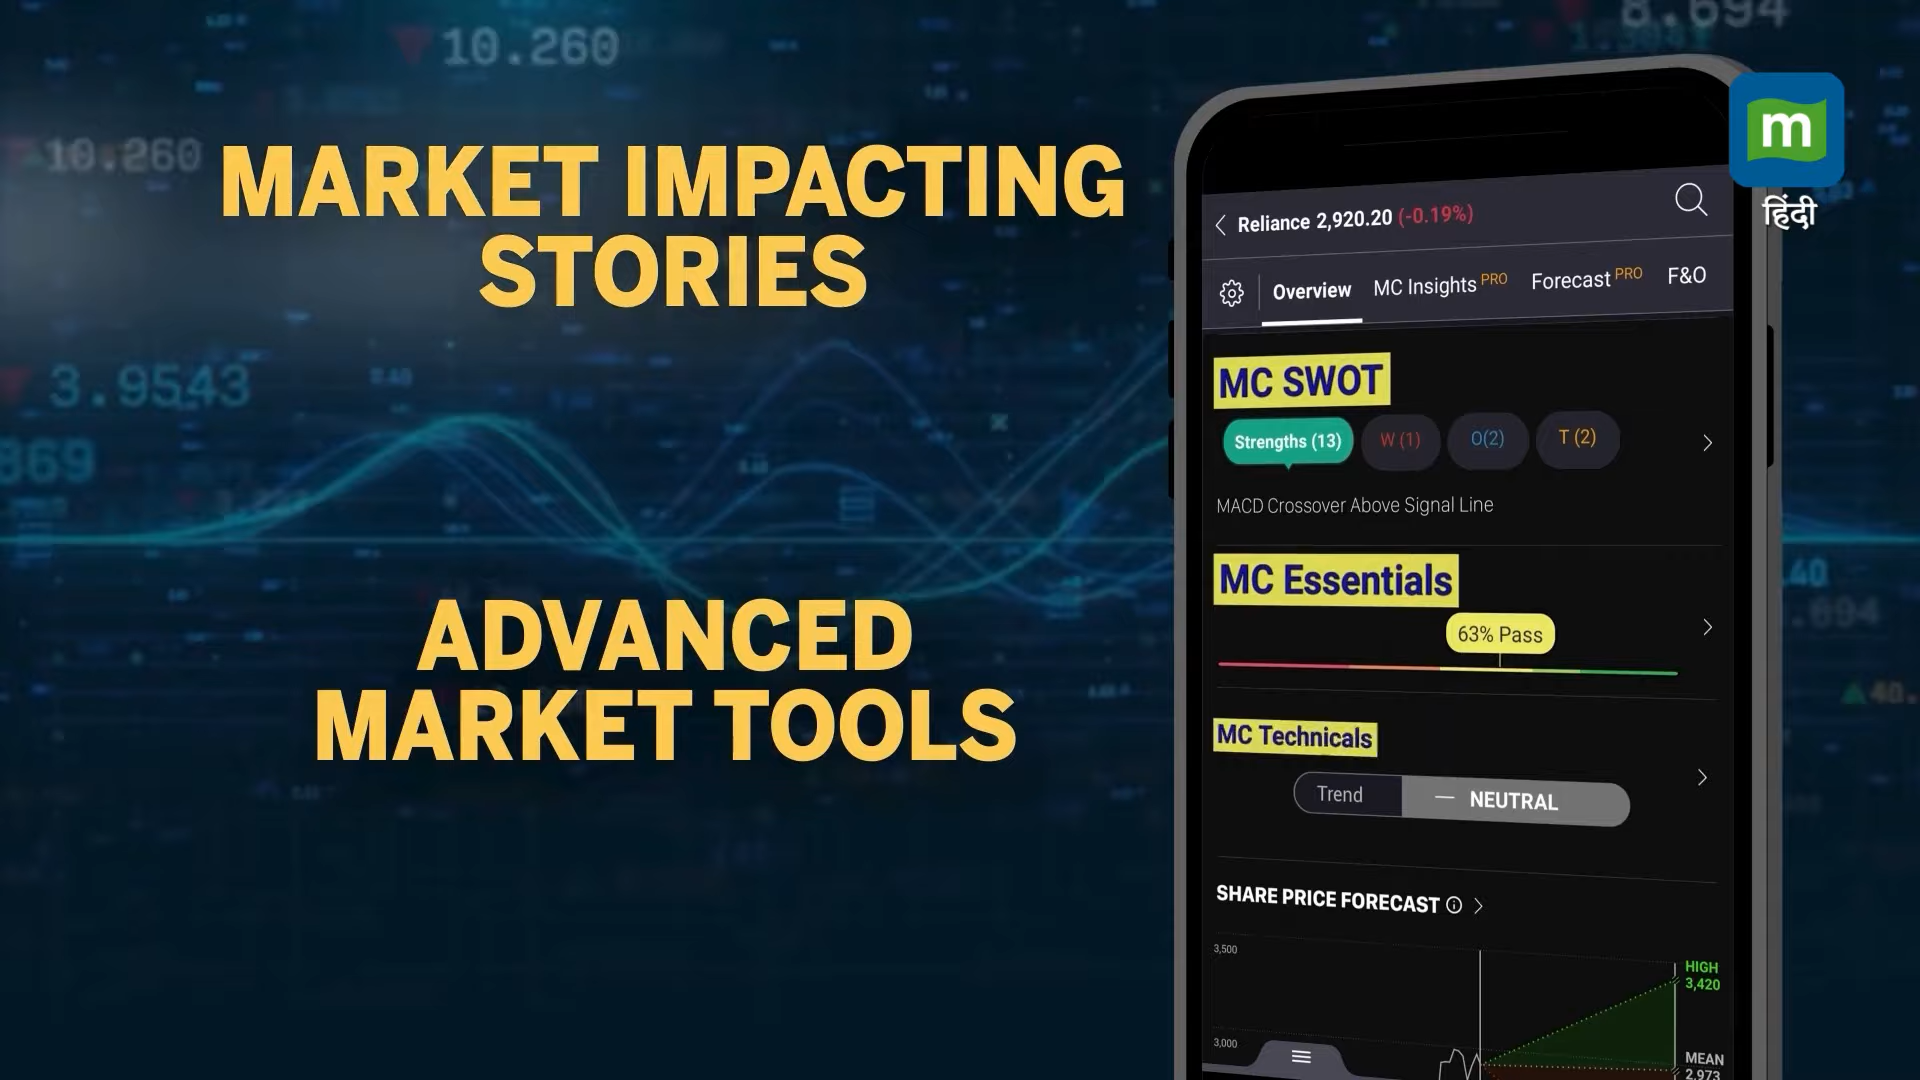 8.694
10.260
10.260
MARKET IMPACTING
STORIES
3.9543
869
ADVANCED
MARKET TOOLS
m
हिंदी
Reliance 2,920.20 (-0.19%)
Overview MC Insights PRO Forecast PRO F&O
MC SWOT
Strengths (13) W (1) O(2) T (2)
MACD Crossover Above Signal Line
MC Essentials
63% Pass
MC Technicals
Trend — NEUTRAL
SHARE PRICE FORECAST
3,500
HIGH
3,420
3,000
MEAN
2,973